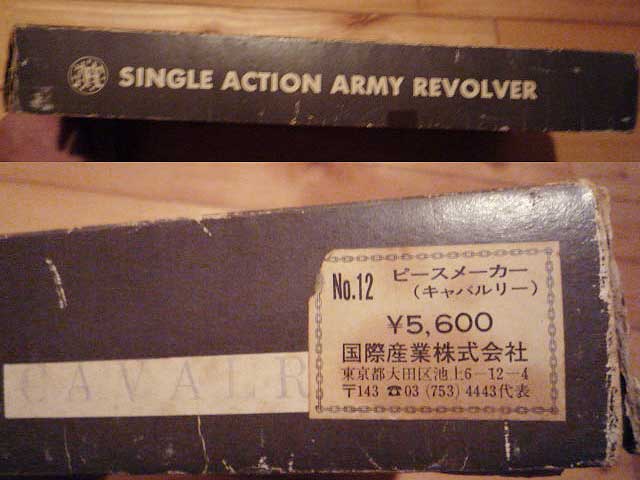 SINGLE ACTION ARMY REVOLVER
No.12 ピースメーカー
(キャバルリー)
¥5,600
国際産業株式会社
東京都大田区池上6-12-4
〒143 ☎03(753)4443代表
CAVALR